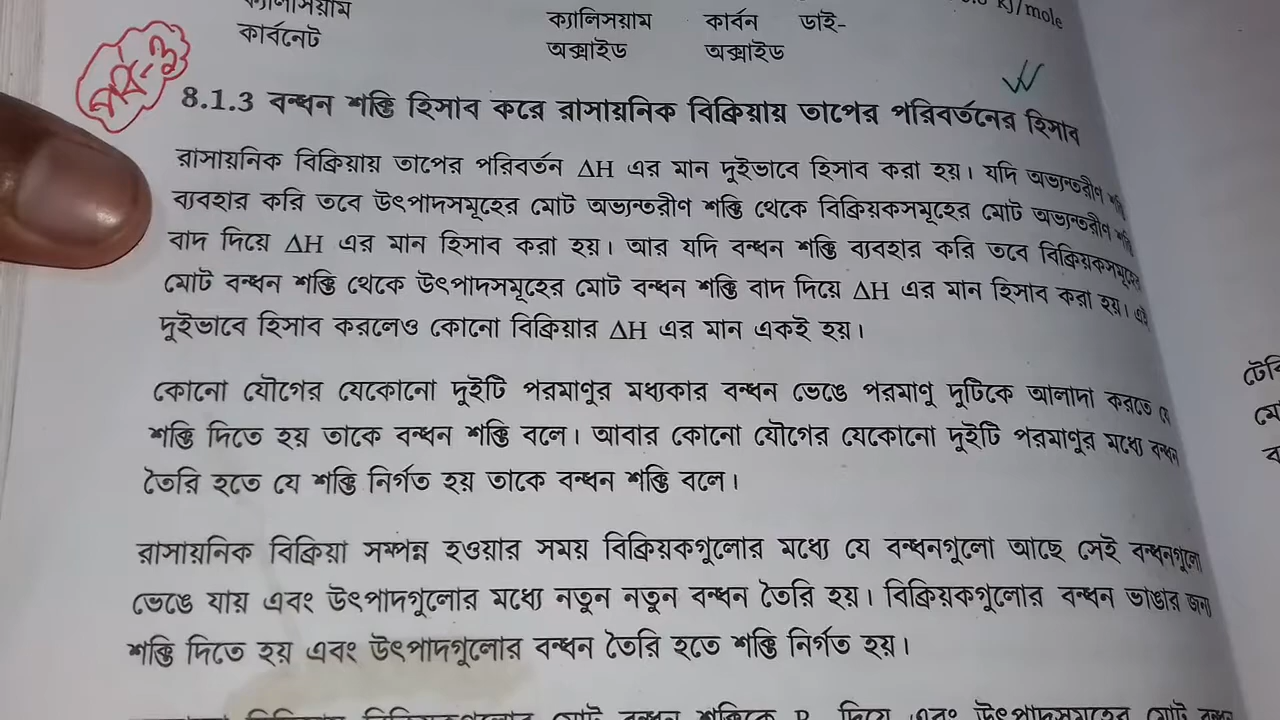 ক্যালসিয়াম
কার্বনেট
ক্যালিসয়াম কার্বন ডাই-
অক্সাইড অক্সাইড
kJ/mole
8.1.3 বন্ধন শক্তি হিসাব করে রাসায়নিক বিক্রিয়ায় তাপের পরিবর্তনের হিসাব
রাসায়নিক বিক্রিয়ায় তাপের পরিবর্তন ΔH এর মান দুইভাবে হিসাব করা হয়। যদি অভ্যন্তরীণ শক্তি
ব্যবহার করি তবে উৎপাদসমূহের মোট অভ্যন্তরীণ শক্তি থেকে বিক্রিয়কসমূহের মোট অভ্যন্তরীণ শক্তি
বাদ দিয়ে ΔH এর মান হিসাব করা হয়। আর যদি বন্ধন শক্তি ব্যবহার করি তবে বিক্রিয়কসমূহের
মোট বন্ধন শক্তি থেকে উৎপাদসমূহের মোট বন্ধন শক্তি বাদ দিয়ে ΔH এর মান হিসাব করা হয়। এই
দুইভাবে হিসাব করলেও কোনো বিক্রিয়ার ΔH এর মান একই হয়।
কোনো যৌগের যেকোনো দুইটি পরমাণুর মধ্যকার বন্ধন ভেঙে পরমাণু দুটিকে আলাদা করতে যে
শক্তি দিতে হয় তাকে বন্ধন শক্তি বলে। আবার কোনো যৌগের যেকোনো দুইটি পরমাণুর মধ্যে বন্ধন
তৈরি হতে যে শক্তি নির্গত হয় তাকে বন্ধন শক্তি বলে।
রাসায়নিক বিক্রিয়া সম্পন্ন হওয়ার সময় বিক্রিয়কগুলোর মধ্যে যে বন্ধনগুলো আছে সেই বন্ধনগুলো
ভেঙে যায় এবং উৎপাদগুলোর মধ্যে নতুন নতুন বন্ধন তৈরি হয়। বিক্রিয়কগুলোর বন্ধন ভাঙার জন্য
শক্তি দিতে হয় এবং উৎপাদগুলোর বন্ধন তৈরি হতে শক্তি নির্গত হয়।